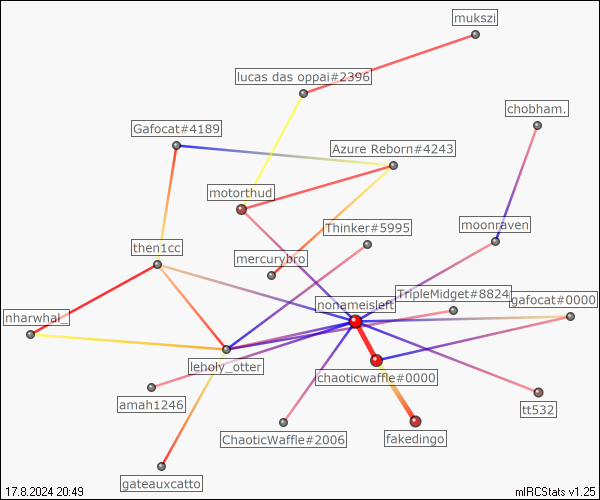 mukszi
lucas das oppai#2396
chobham.
Gafocat#4189
Azure Reborn#4243
motorthud
Thinker#5995
moonraven
then1cc
mercurybro
TripleMidget#8824
nonameisleft
gafocat#0000
nharwhal_
leholy_otter
chaoticwaffle#0000
amah1246
tt532
ChaoticWaffle#2006
fakedingo
gateauxcatto
17.8.2024 20:49
mIRCStats v1.25